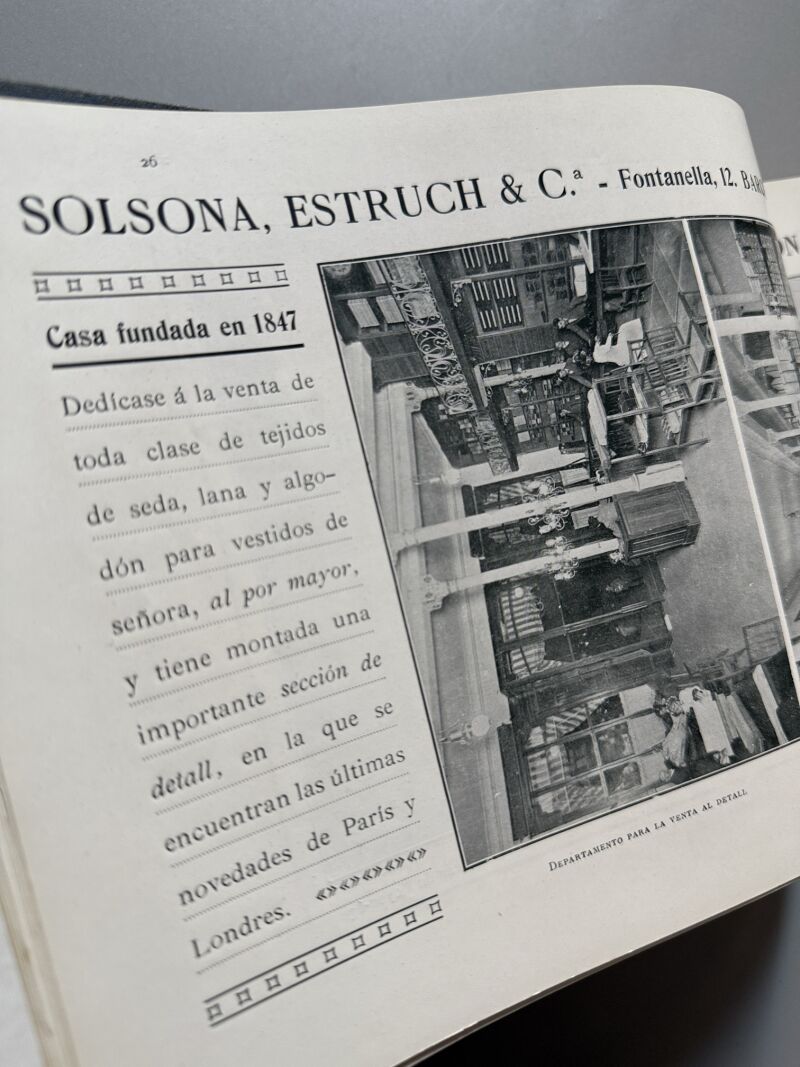 26
SOLSONA, ESTRUCH & C.ª - Fontanella, 12. BAR
Casa fundada en 1847
Dedícase á la venta de
toda clase de tejidos
de seda, lana y algo-
dón para vestidos de
señora, al por mayor,
y tiene montada una
importante sección de
detall, en la que se
encuentran las últimas
novedades de París y
Londres. «»«»«»«»«»
DEPARTAMENTO PARA LA VENTA AL DETALL
ON